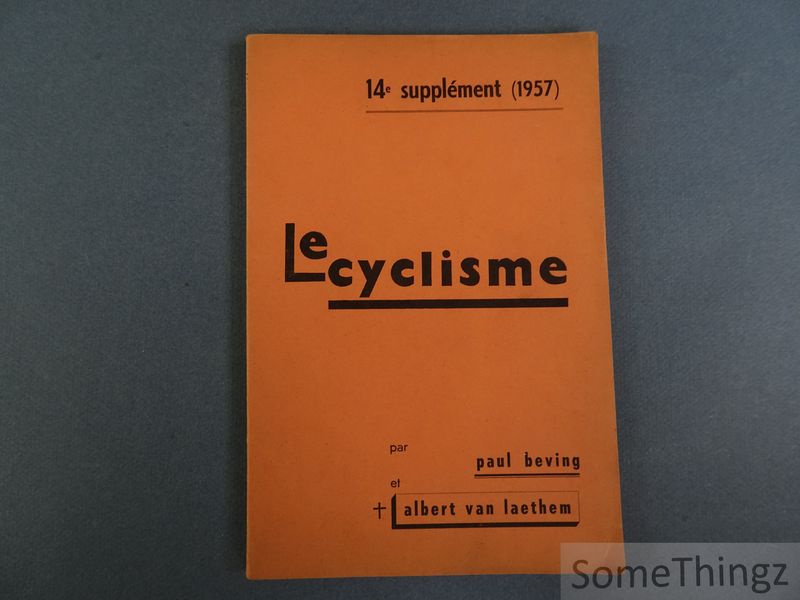 14e supplément (1957)
Le cyclisme
par
paul beving
et
† albert van laethem
SomeThingz